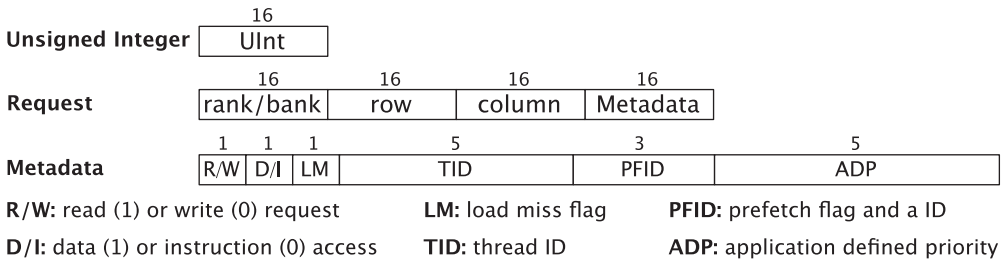 16
Unsigned Integer UInt
16 16 16 16
Request rank/bank row column Metadata
1 1 1 5 3 5
Metadata R/W D/I LM TID PFID ADP
R/W: read (1) or write (0) request LM: load miss flag PFID: prefetch flag and a ID
D/I: data (1) or instruction (0) access TID: thread ID ADP: application defined priority